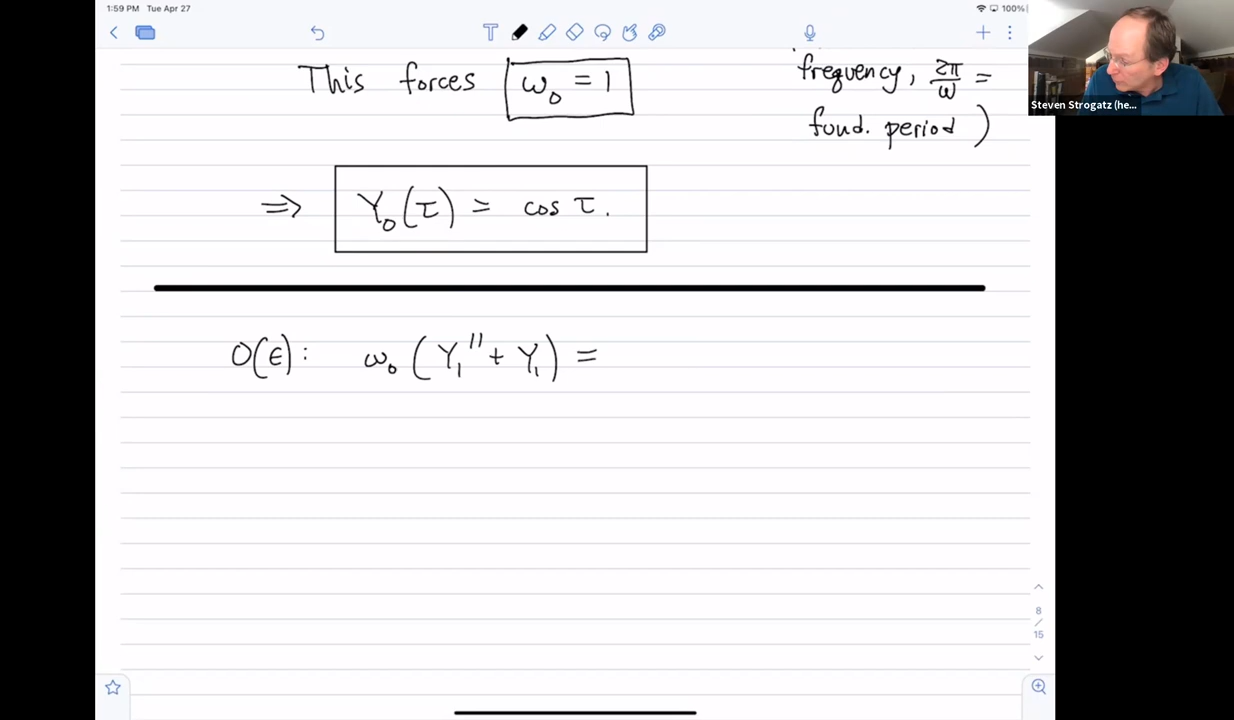 1:59 PM Tue Apr 27
100%
This forces ω₀ = 1
frequency, 2π/ω =
fund. period )
⇒ Y₀(τ) = cos τ.
O(ϵ): ω₀ (Y₁'' + Y₁) =
Steven Strogatz (he...
8
/
15